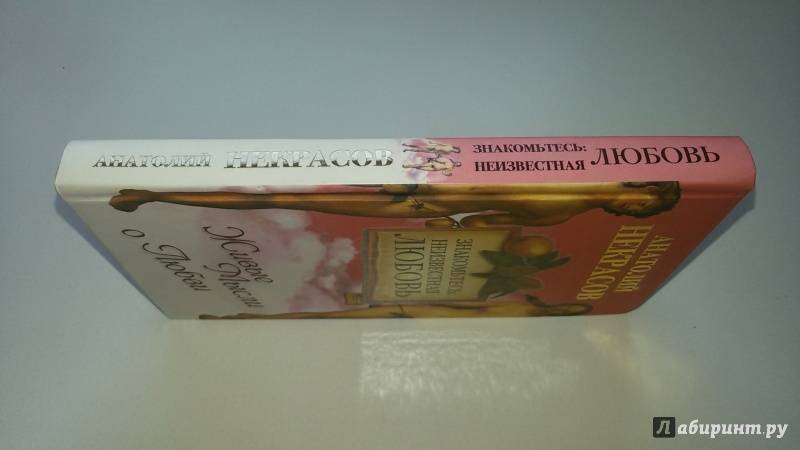 АНАТОЛИЙ НЕКРАСОВ
ЗНАКОМЬТЕСЬ:
НЕИЗВЕСТНАЯ
ЛЮБОВЬ
АНАТОЛИЙ
НЕКРАСОВ
ЗНАКОМЬТЕСЬ:
НЕИЗВЕСТНАЯ
ЛЮБОВЬ
Живые
Мысли
о Любви
Лабиринт.ру